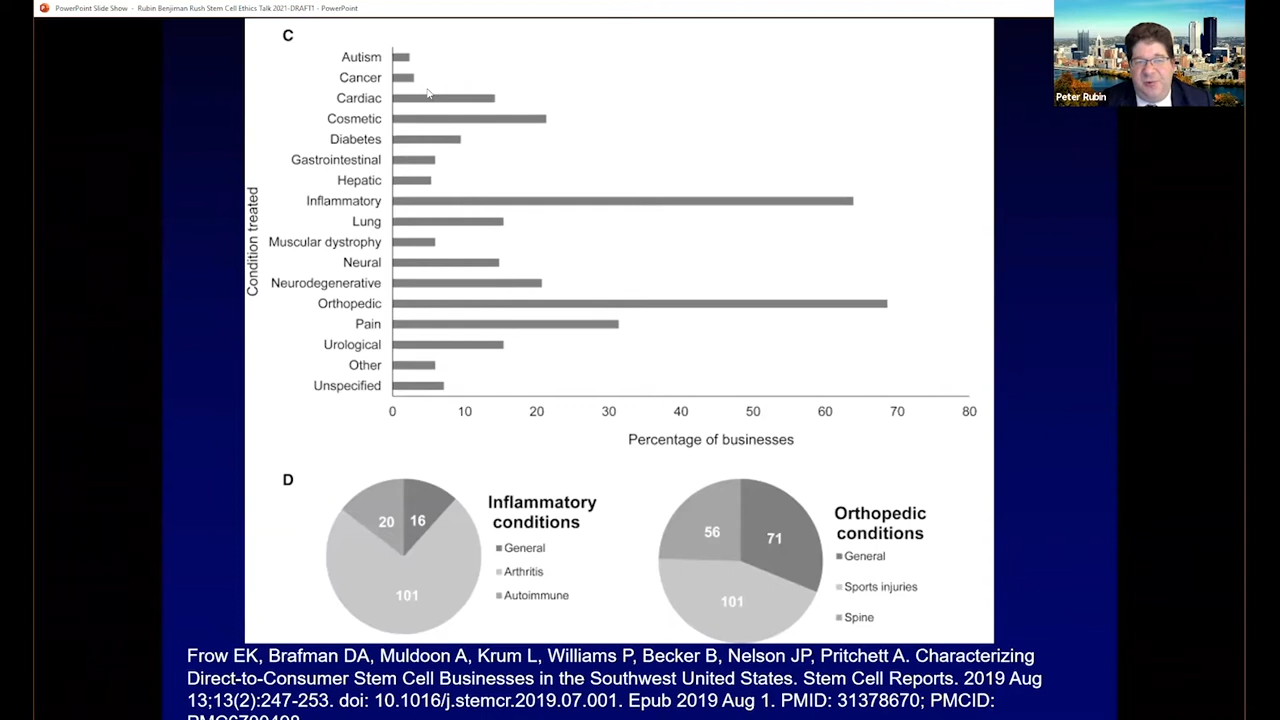 PowerPoint Slide Show - Rubin Benjiman Rush Stem Cell Ethics Talk 2021-DRAFT1 - PowerPoint
Peter Rubin
C
Condition treated
Autism
Cancer
Cardiac
Cosmetic
Diabetes
Gastrointestinal
Hepatic
Inflammatory
Lung
Muscular dystrophy
Neural
Neurodegenerative
Orthopedic
Pain
Urological
Other
Unspecified
0 10 20 30 40 50 60 70 80
Percentage of businesses
D
20 16
101
Inflammatory
conditions
General
Arthritis
Autoimmune
56 71
101
Orthopedic
conditions
General
Sports injuries
Spine
Frow EK, Brafman DA, Muldoon A, Krum L, Williams P, Becker B, Nelson JP, Pritchett A. Characterizing
Direct-to-Consumer Stem Cell Businesses in the Southwest United States. Stem Cell Reports. 2019 Aug
13;13(2):247-253. doi: 10.1016/j.stemcr.2019.07.001. Epub 2019 Aug 1. PMID: 31378670; PMCID: